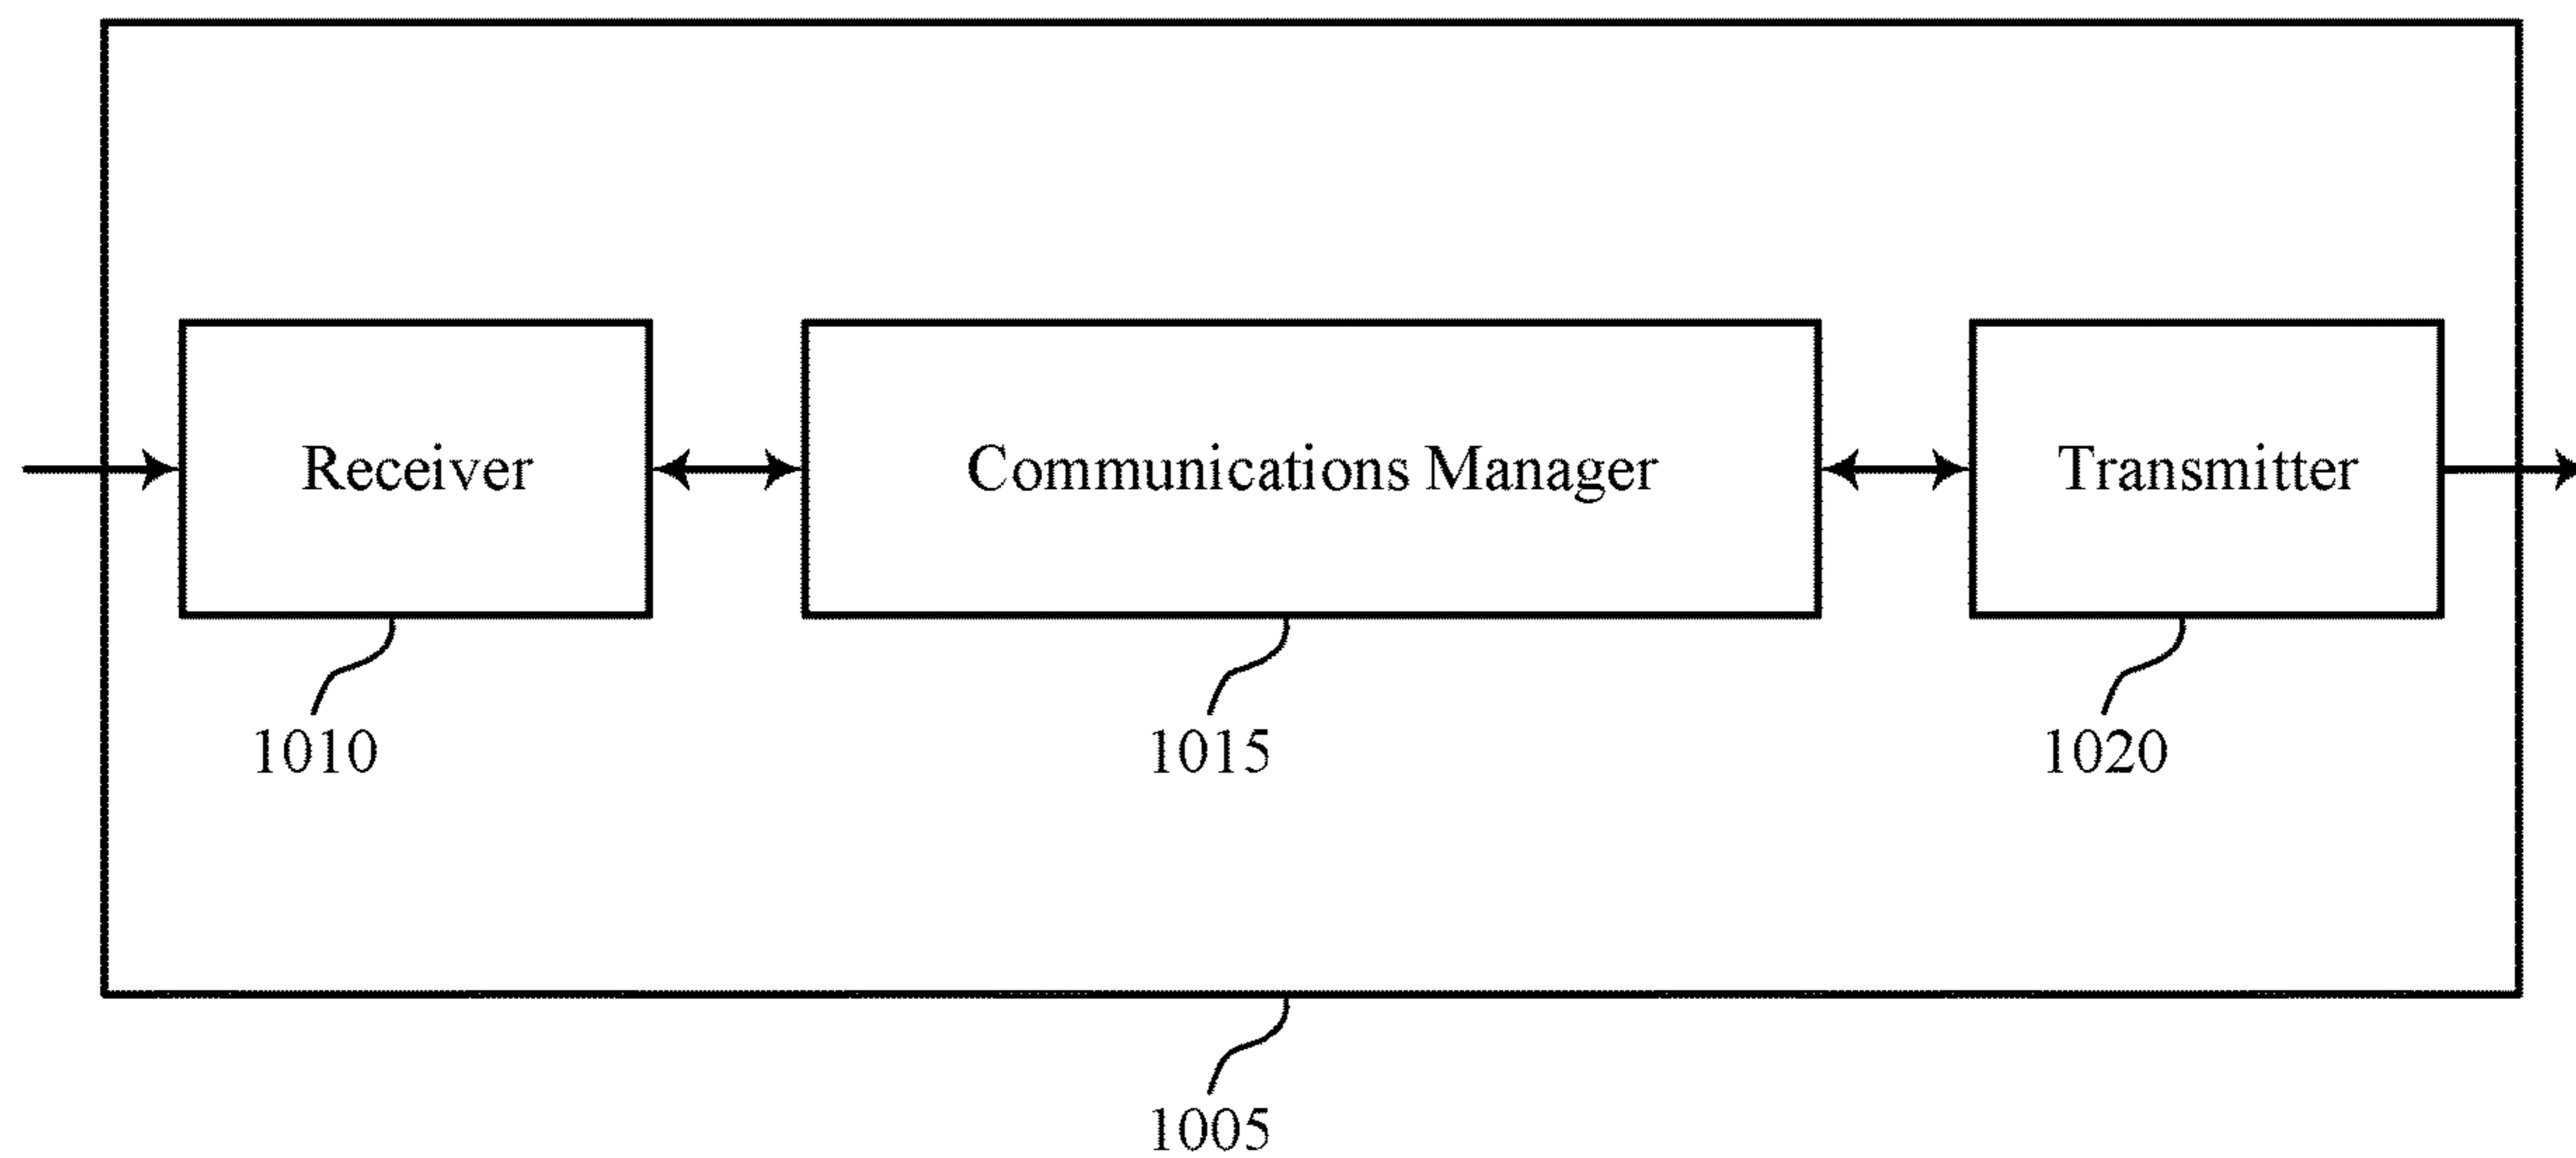 Receiver
Communications Manager
Transmitter
1010
1015
1020
1005